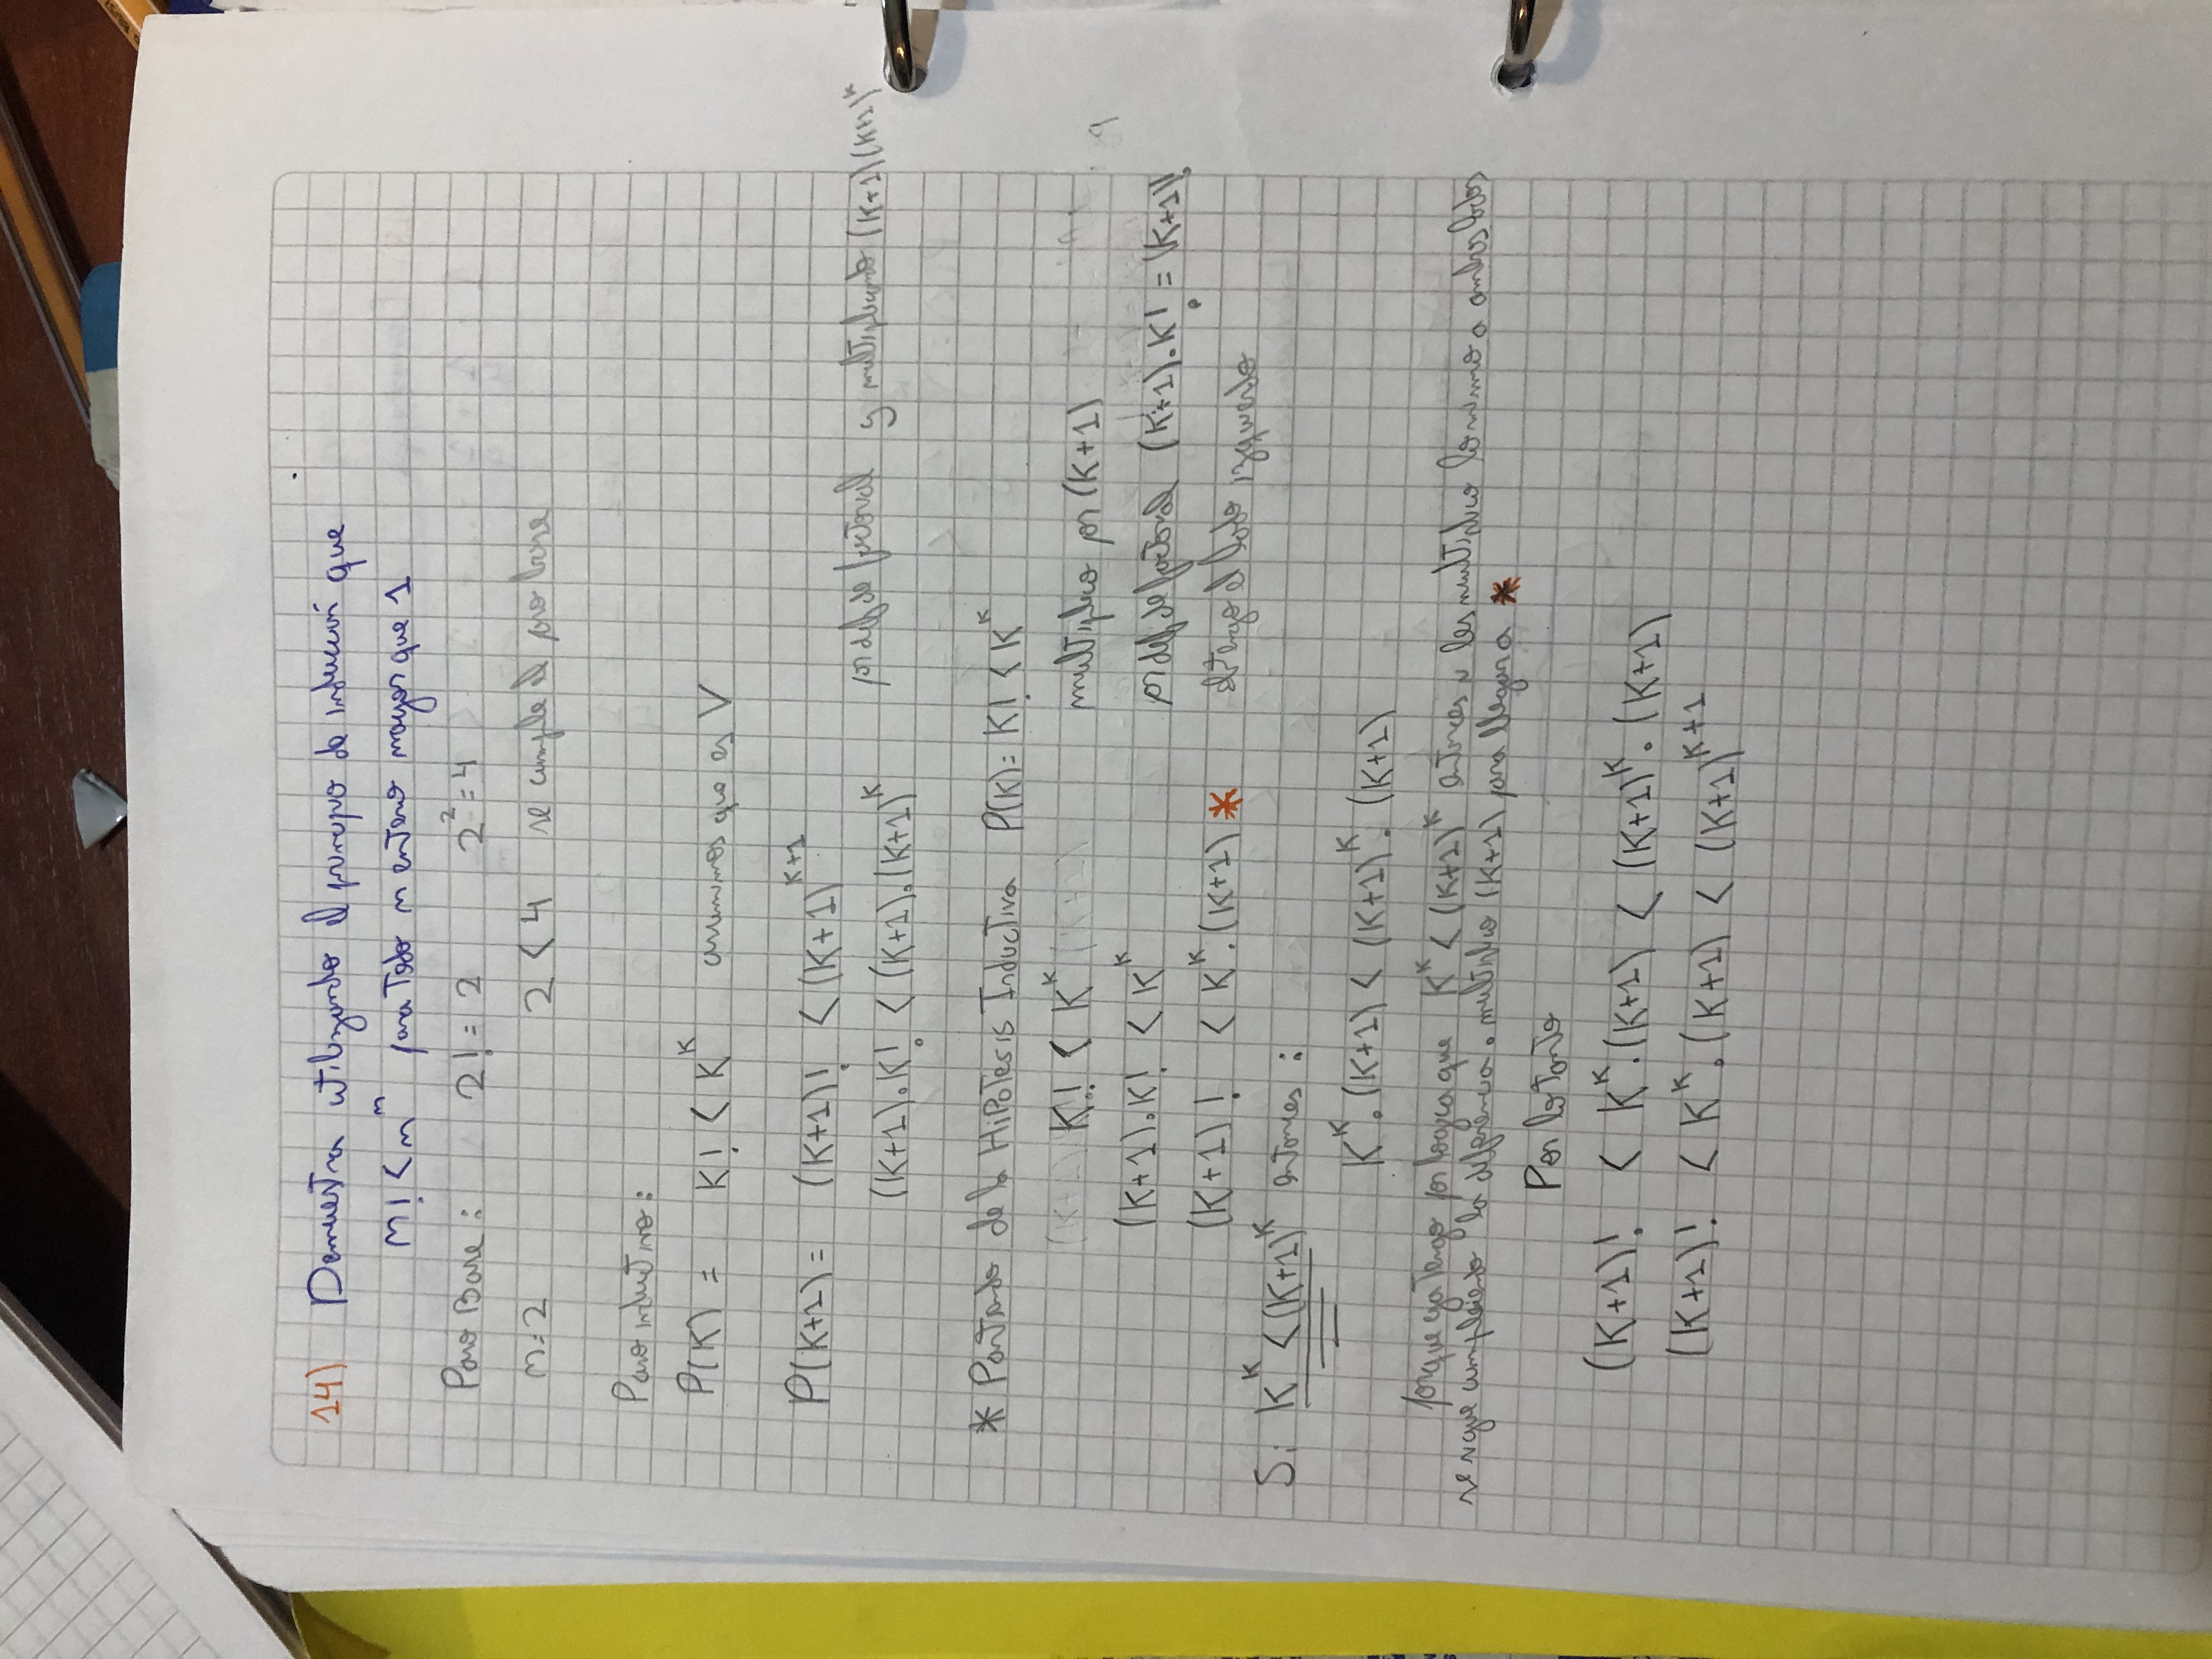 14) Demuestra utilizando el principio de inducción que
n! < n^n para todo n entero mayor que 1
Paso Base : 2! = 2 2^2 = 4
n=2 2 < 4 se cumple el paso base
Paso inductivo :
P(K) = K! < K^K asumimos que es V
P(K+1) = (K+1)! < (K+1)^{K+1}
(K+1).K! < (K+1).(K+1)^K por def de factorial y multiplicando (K+1)(K+1)^K
* Partiendo de la HiPotesis Inductiva P(K)= K! < K^K
K! < K^K multiplico por (K+1)
(K+1).K! < K^K por def de factorial (K+1).K! = (K+1)!
(K+1)! < K^K.(K+1) * obtengo el lado izquierdo
Si K^K < (K+1)^K entonces :
K^K.(K+1) < (K+1)^K.(K+1)
porque ya tengo por logica que K^K < (K+1)^K entonces si les multiplico lo mismo a ambos lados
se sigue cumpliendo la diferencia. multiplico (K+1) para llegar a *
Por lo tanto
(K+1)! < K^K.(K+1) < (K+1)^K.(K+1)
(K+1)! < K^K.(K+1) < (K+1)^{K+1}